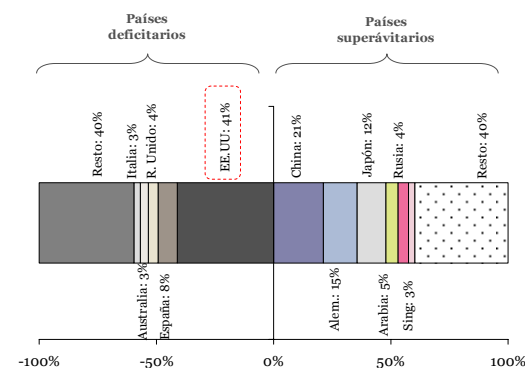 Países
deficitarios
Países
superávitarios
Resto: 40%
Italia: 3%
R. Unido: 4%
EE.UU: 41%
China: 21%
Japón: 12%
Rusia: 4%
Resto: 40%
Australia: 3%
España: 8%
Alem.: 15%
Arabia: 5%
Sing: 3%
-100%
-50%
0%
50%
100%